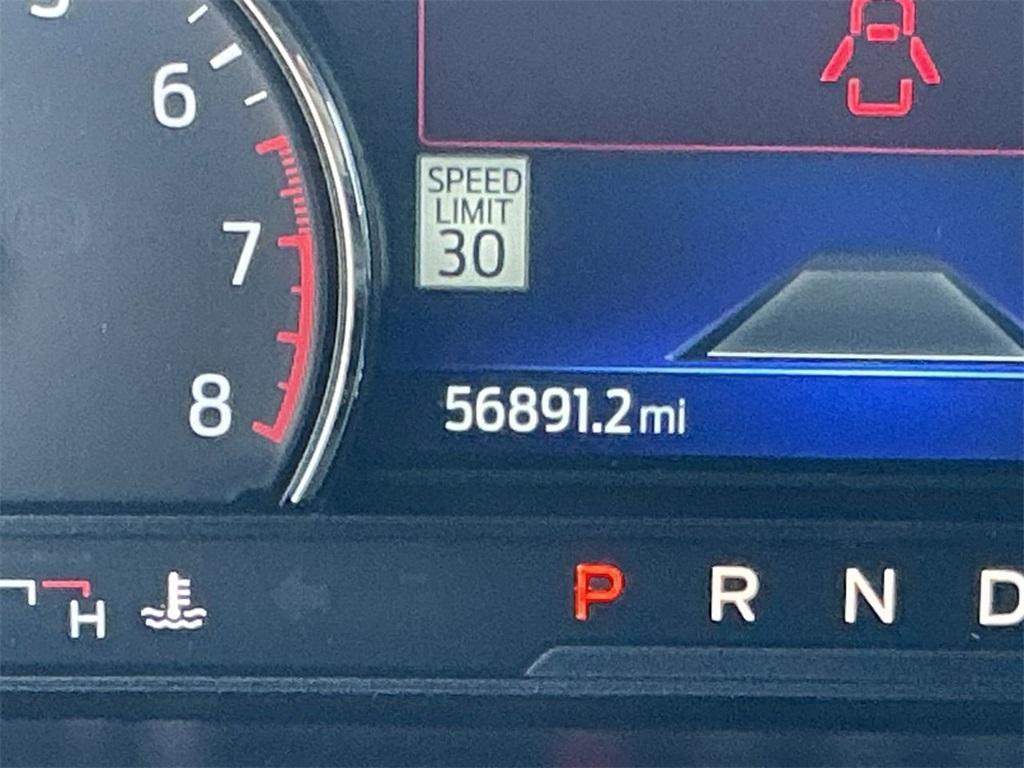 6
7
8
SPEED
LIMIT
30
56891.2 mi
H
P R N D